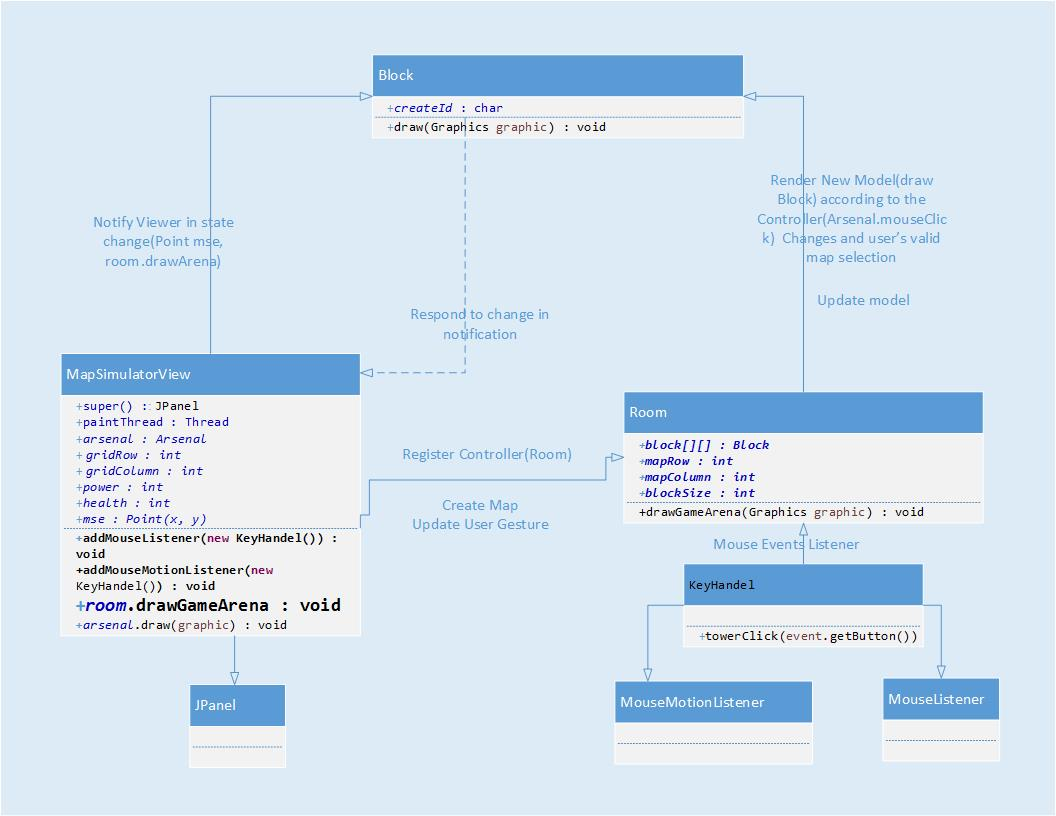 Block
+createId : char
+draw(Graphics graphic) : void
Notify Viewer in state
change(Point mse,
room.drawArena)
Render New Model(draw
Block) according to the
Controller(Arsenal.mouseClic
k)  Changes and user's valid
map selection
Update model
Respond to change in
notification
MapSimulatorView
+super() : JPanel
+paintThread : Thread
+arsenal : Arsenal
+ gridRow : int
+ gridColumn : int
+power : int
+health : int
+mse : Point(x, y)
+addMouseListener(new KeyHandel()) :
void
+addMouseMotionListener(new
KeyHandel()) : void
+room.drawGameArena : void
+arsenal.draw(graphic) : void
Register Controller(Room)
Create Map
Update User Gesture
Room
+block[][] : Block
+mapRow : int
+mapColumn : int
+blockSize : int
+drawGameArena(Graphics graphic) : void
Mouse Events Listener
KeyHandel
+towerClick(event.getButton())
JPanel
MouseMotionListener
MouseListener